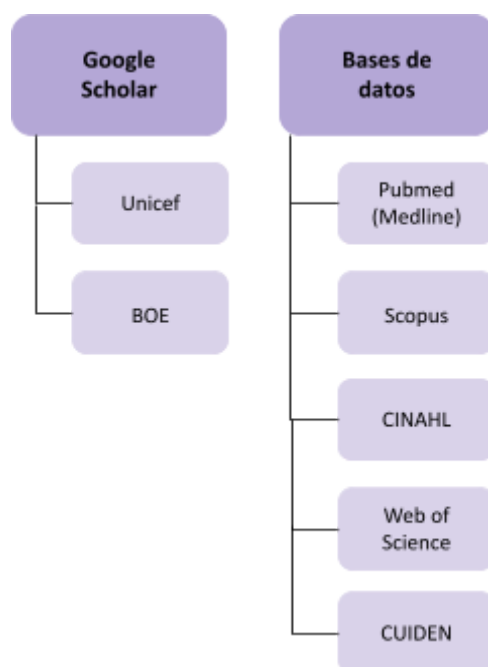 Google
Scholar
Unicef
BOE
Bases de
datos
Pubmed
(Medline)
Scopus
CINAHL
Web of
Science
CUIDEN